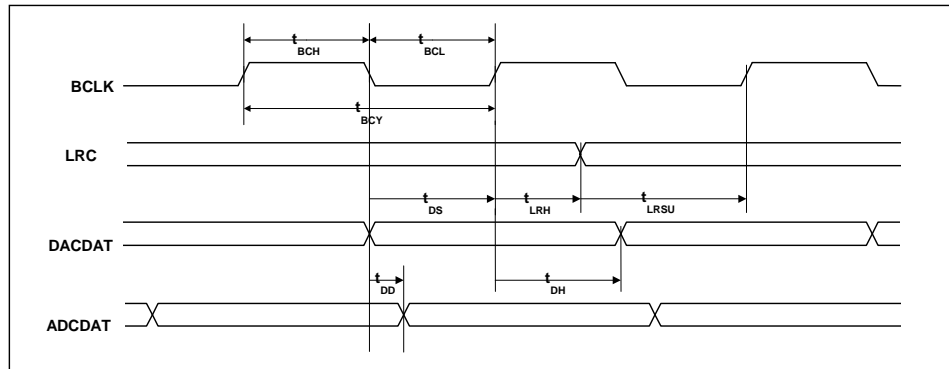 tBCH tBCL
BCLK
tBCY
LRC
tDS tLRH tLRSU
DACDAT
tDD tDH
ADCDAT